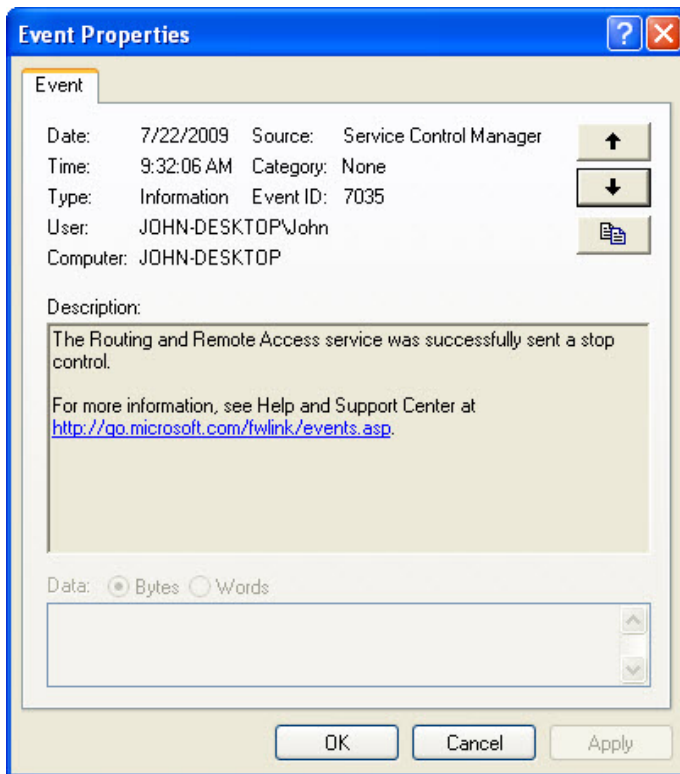 Event Properties
Event
Date: 7/22/2009 Source: Service Control Manager
Time: 9:32:06 AM Category: None
Type: Information Event ID: 7035
User: JOHN-DESKTOP\John
Computer: JOHN-DESKTOP
Description:
The Routing and Remote Access service was successfully sent a stop
control.
For more information, see Help and Support Center at
http://go.microsoft.com/fwlink/events.asp.
Data: Bytes Words
OK Cancel Apply